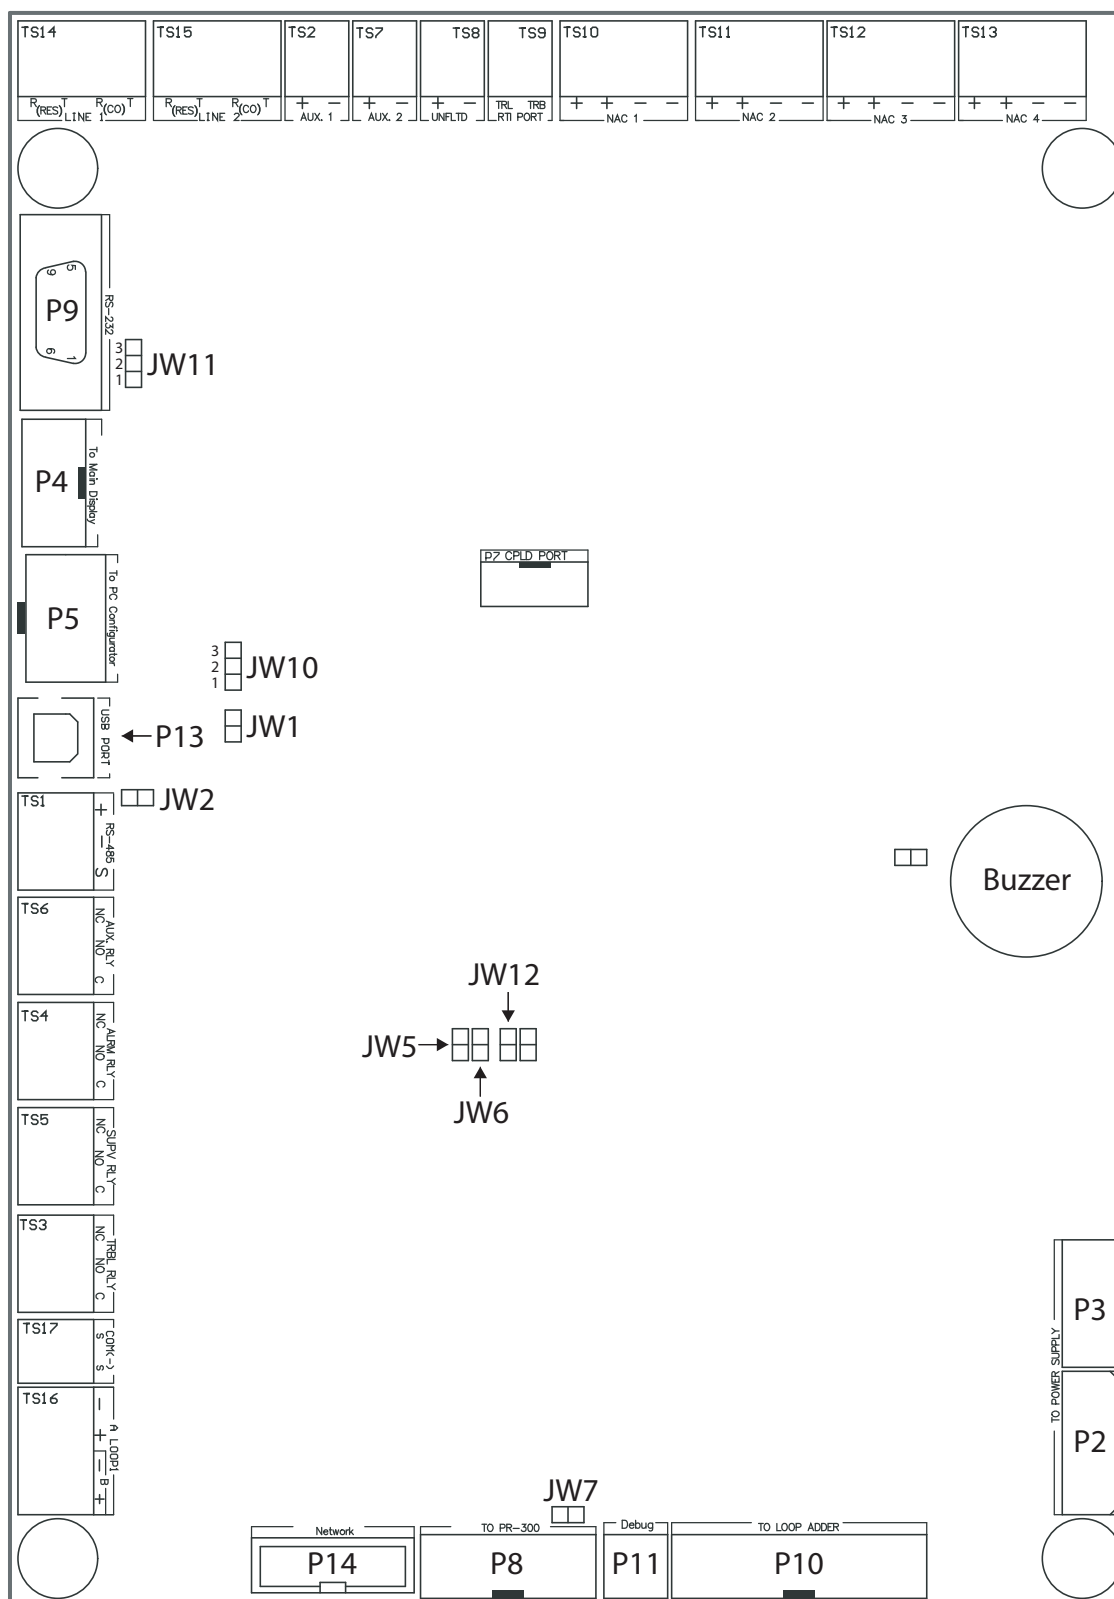 TS14 TS15 TS2 TS7 TS8 TS9 TS10 TS11 TS12 TS13
R (RES) T R (CO) T
LINE 1
R (RES) T R (CO) T
LINE 2
+ -
AUX. 1
+ -
AUX. 2
+ -
UNFLTD
TRL TRB
RTI PORT
+ + - -
NAC 1
+ + - -
NAC 2
+ + - -
NAC 3
+ + - -
NAC 4
5
9
P9
6
1
RS-232
3
2
1
JW11
P4
To Main Display
P7 CPLD PORT
P5
To PC Configurator
3
2
1
JW10
JW1
USB PORT
P13
JW2
TS1
+ - S
RS-485
Buzzer
TS6
NC NO C
AUX. RLY
JW12
JW5
JW6
TS4
NC NO C
ALRM RLY
TS5
NC NO C
SUPV RLY
TS3
NC NO C
TRBL RLY
TS17
S S
COM(-)
TS16
- + - +
A LOOP1
B
P3
TO POWER SUPPLY
P2
JW7
Network
P14
TO PR-300
P8
Debug
P11
TO LOOP ADDER
P10